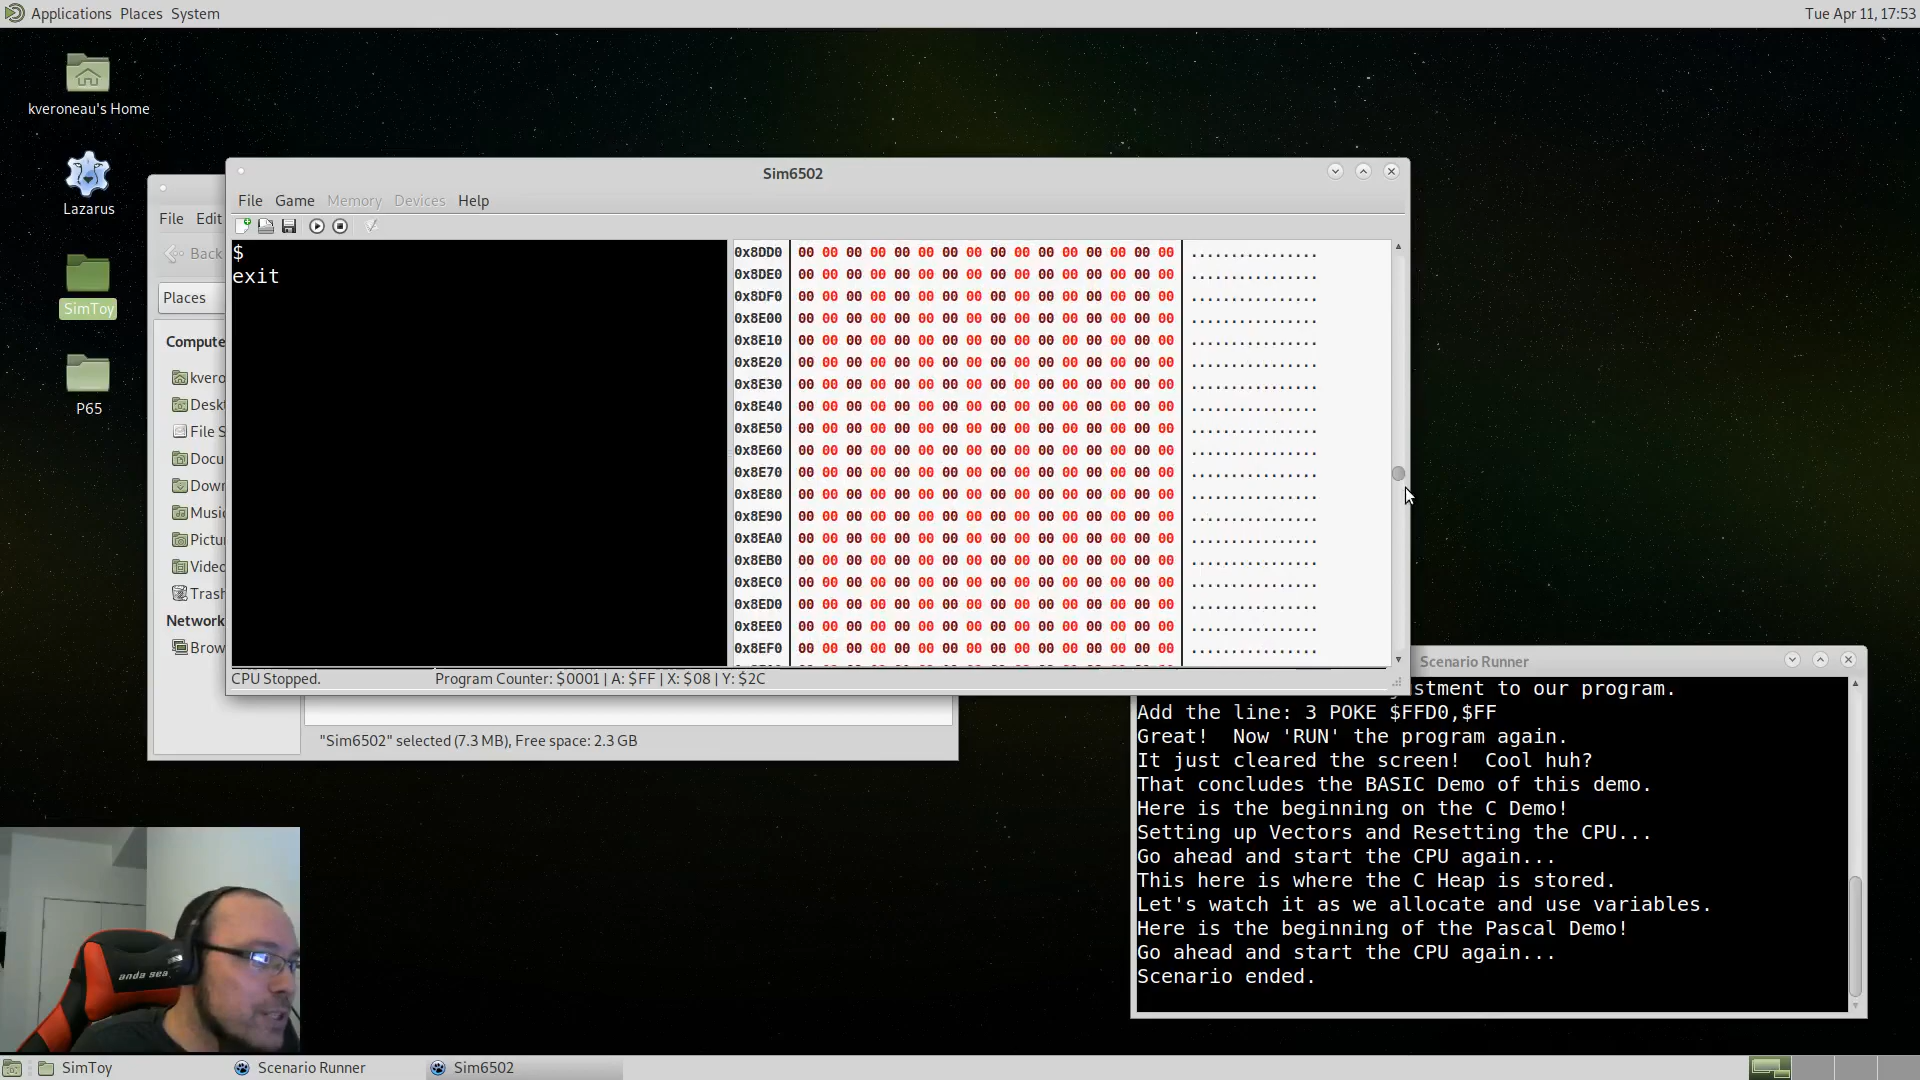 Applications Places System
Tue Apr 11, 17:53
kveroneau's Home
Lazarus
SimToy
P65
File Edit
Back
Places
Compute
kvero
Desk
File S
Docu
Down
Music
Pictu
Video
Trash
Network
Brow
"Sim6502" selected (7.3 MB), Free space: 2.3 GB
Sim6502
File Game Memory Devices Help
$
exit
0x8DD0 00 00 00 00 00 00 00 00 00 00 00 00 00 00 00 00 ................
0x8DE0 00 00 00 00 00 00 00 00 00 00 00 00 00 00 00 00 ................
0x8DF0 00 00 00 00 00 00 00 00 00 00 00 00 00 00 00 00 ................
0x8E00 00 00 00 00 00 00 00 00 00 00 00 00 00 00 00 00 ................
0x8E10 00 00 00 00 00 00 00 00 00 00 00 00 00 00 00 00 ................
0x8E20 00 00 00 00 00 00 00 00 00 00 00 00 00 00 00 00 ................
0x8E30 00 00 00 00 00 00 00 00 00 00 00 00 00 00 00 00 ................
0x8E40 00 00 00 00 00 00 00 00 00 00 00 00 00 00 00 00 ................
0x8E50 00 00 00 00 00 00 00 00 00 00 00 00 00 00 00 00 ................
0x8E60 00 00 00 00 00 00 00 00 00 00 00 00 00 00 00 00 ................
0x8E70 00 00 00 00 00 00 00 00 00 00 00 00 00 00 00 00 ................
0x8E80 00 00 00 00 00 00 00 00 00 00 00 00 00 00 00 00 ................
0x8E90 00 00 00 00 00 00 00 00 00 00 00 00 00 00 00 00 ................
0x8EA0 00 00 00 00 00 00 00 00 00 00 00 00 00 00 00 00 ................
0x8EB0 00 00 00 00 00 00 00 00 00 00 00 00 00 00 00 00 ................
0x8EC0 00 00 00 00 00 00 00 00 00 00 00 00 00 00 00 00 ................
0x8ED0 00 00 00 00 00 00 00 00 00 00 00 00 00 00 00 00 ................
0x8EE0 00 00 00 00 00 00 00 00 00 00 00 00 00 00 00 00 ................
0x8EF0 00 00 00 00 00 00 00 00 00 00 00 00 00 00 00 00 ................
CPU Stopped. Program Counter: $0001 | A: $FF | X: $08 | Y: $2C
Scenario Runner
stment to our program.
Add the line: 3 POKE $FFD0,$FF
Great!  Now 'RUN' the program again.
It just cleared the screen!  Cool huh?
That concludes the BASIC Demo of this demo.
Here is the beginning on the C Demo!
Setting up Vectors and Resetting the CPU...
Go ahead and start the CPU again...
This here is where the C Heap is stored.
Let's watch it as we allocate and use variables.
Here is the beginning of the Pascal Demo!
Go ahead and start the CPU again...
Scenario ended.
anda sea
SimToy
Scenario Runner
Sim6502